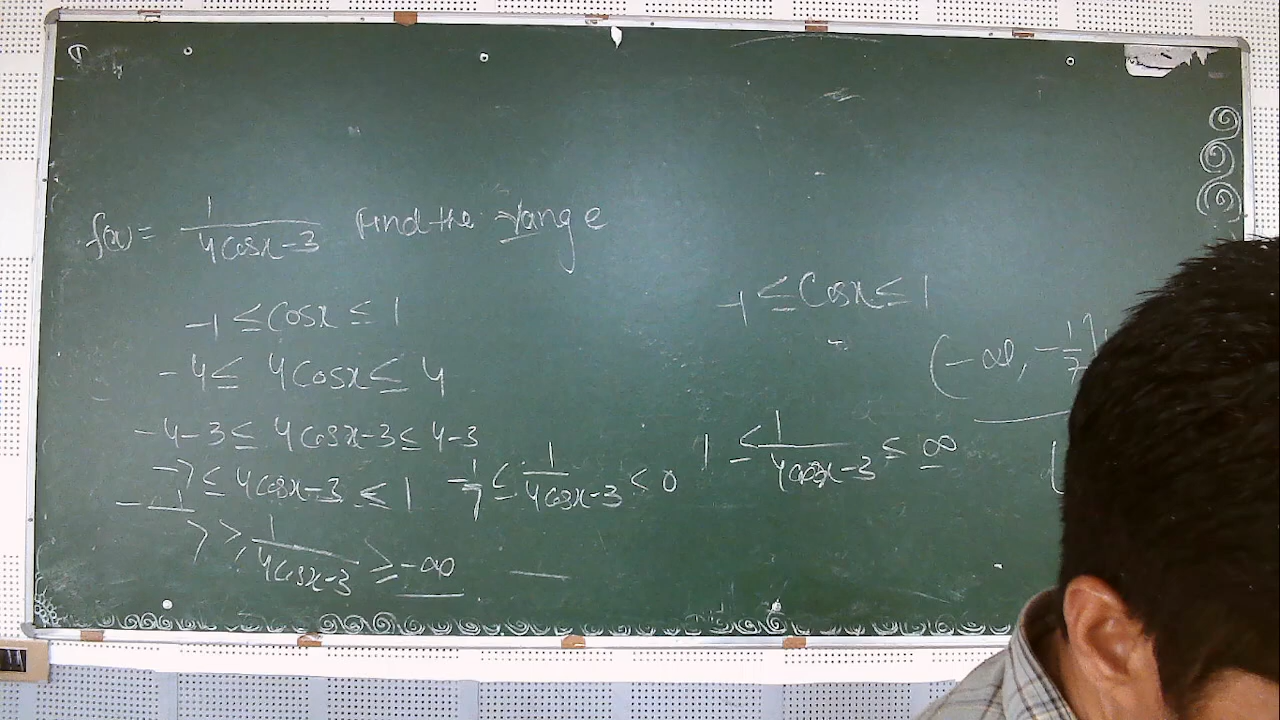 f(x) = 1/(4cosx-3) Find the range
-1 ≤ Cosx ≤ 1
-4 ≤ 4cosx ≤ 4
-4-3 ≤ 4cosx-3 ≤ 4-3
-7 ≤ 4cosx-3 ≤ 1
-1/7 ≥ 1/(4cosx-3) ≥ -∞
-1/7 ≤ 1/(4cosx-3) < 0
-1 ≤ Cosx ≤ 1
(-∞, -1/7]
1 ≤ 1/(4cosx-3) ≤ ∞